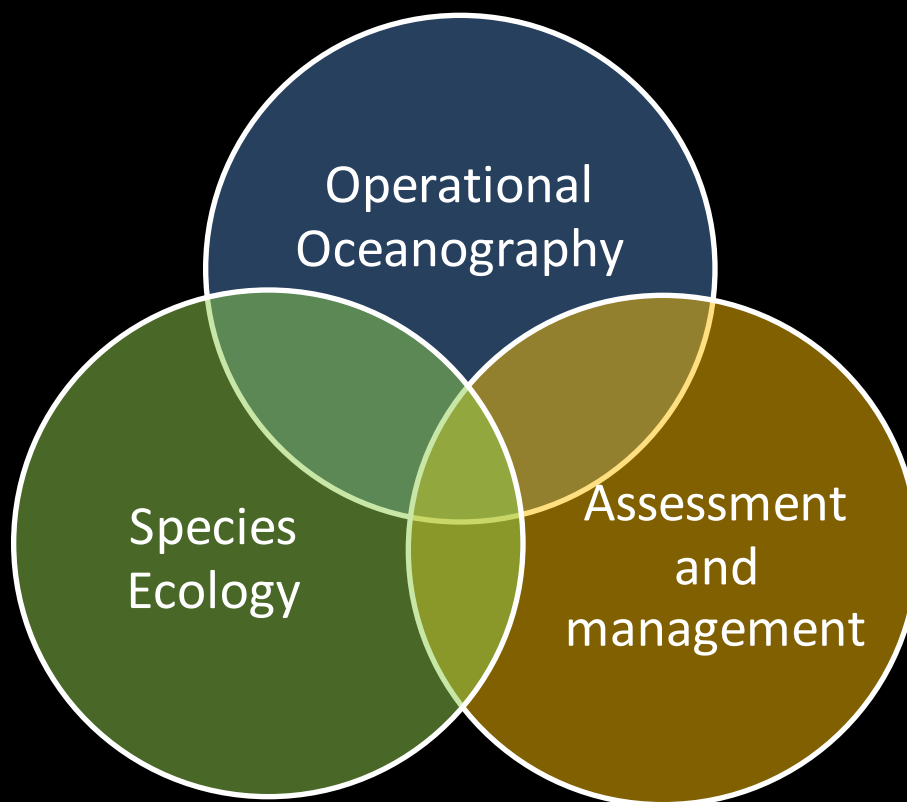 Operational
Oceanography
Species
Ecology
Assessment
and
management